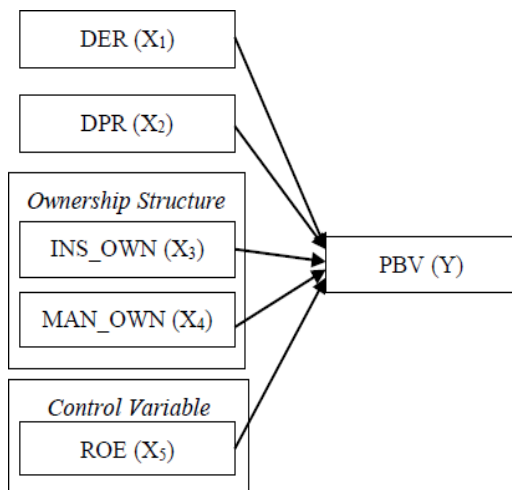 DER (X₁)
DPR (X₂)
Ownership Structure
INS_OWN (X₃)
MAN_OWN (X₄)
PBV (Y)
Control Variable
ROE (X₅)